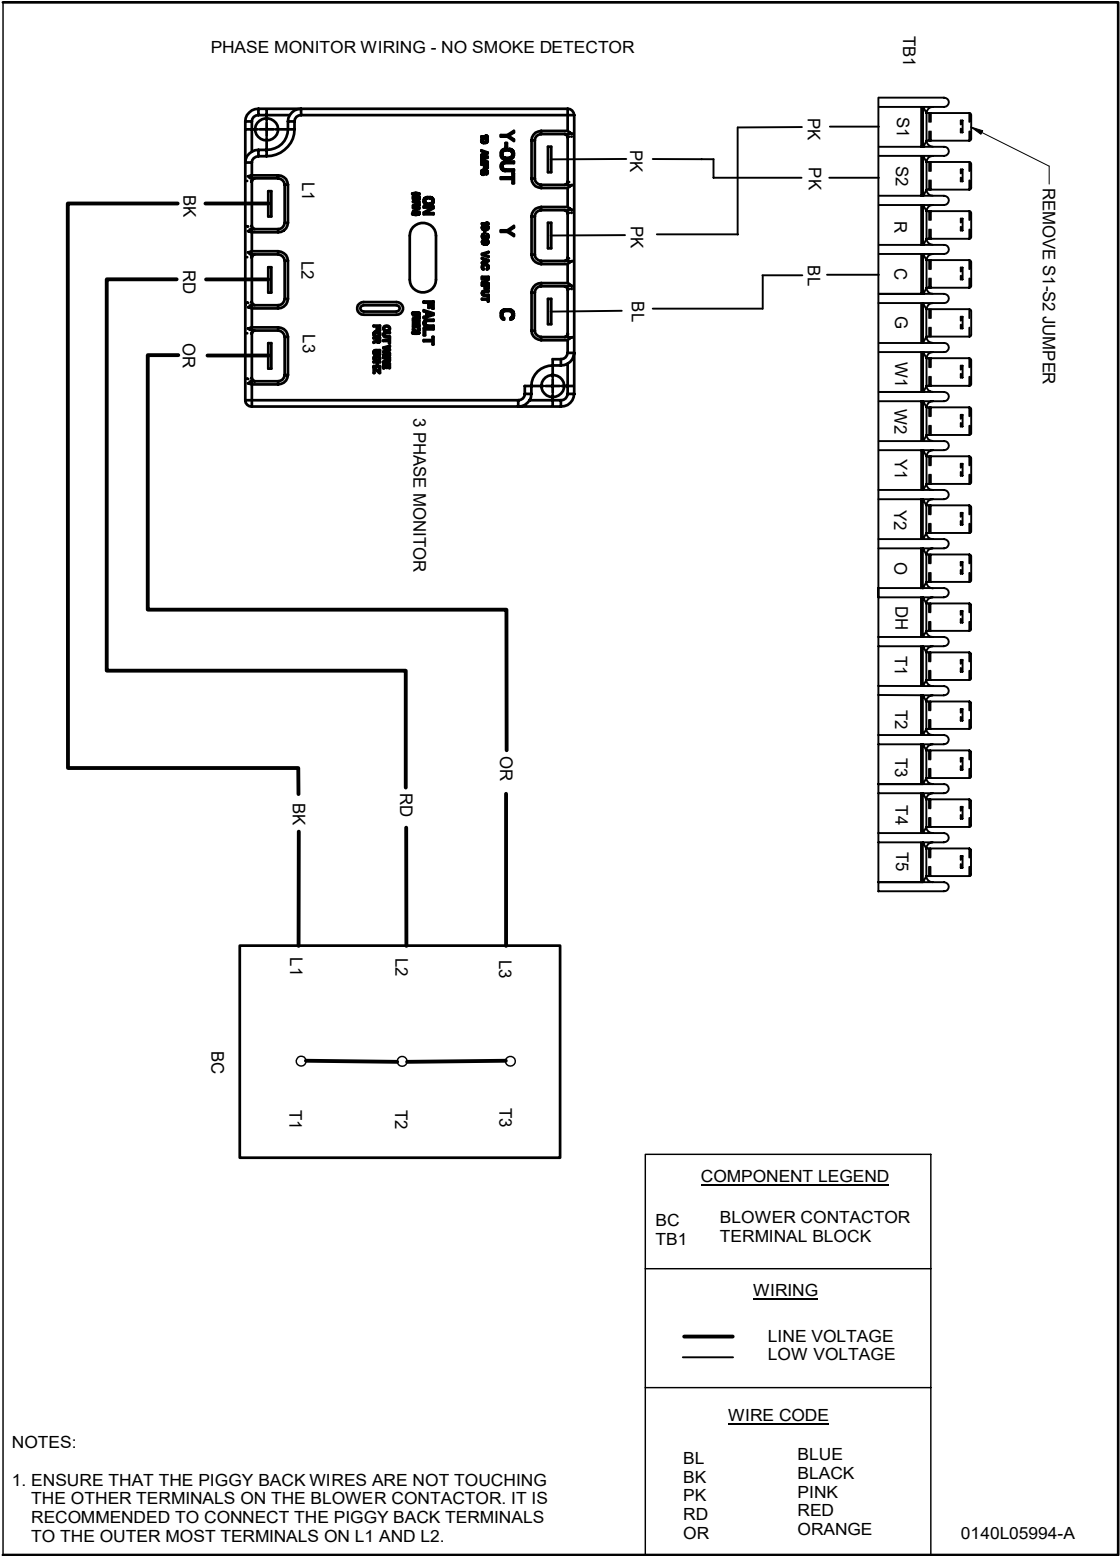 PHASE MONITOR WIRING - NO SMOKE DETECTOR
TB1
S1
S2
R
C
G
W1
W2
Y1
Y2
O
DH
T1
T2
T3
T4
T5
REMOVE S1-S2 JUMPER
PK
PK
BL
PK
PK
BL
Y-OUT
10 AMPS
Y
C
ON
FAULT
L1
L2
L3
BK
RD
OR
3 PHASE MONITOR
BK
RD
OR
L1
L2
L3
T1
T2
T3
BC
COMPONENT LEGEND
BC BLOWER CONTACTOR
TB1 TERMINAL BLOCK
WIRING
LINE VOLTAGE
LOW VOLTAGE
WIRE CODE
BL BLUE
BK BLACK
PK PINK
RD RED
OR ORANGE
NOTES:
1. ENSURE THAT THE PIGGY BACK WIRES ARE NOT TOUCHING
THE OTHER TERMINALS ON THE BLOWER CONTACTOR. IT IS
RECOMMENDED TO CONNECT THE PIGGY BACK TERMINALS
TO THE OUTER MOST TERMINALS ON L1 AND L2.
0140L05994-A